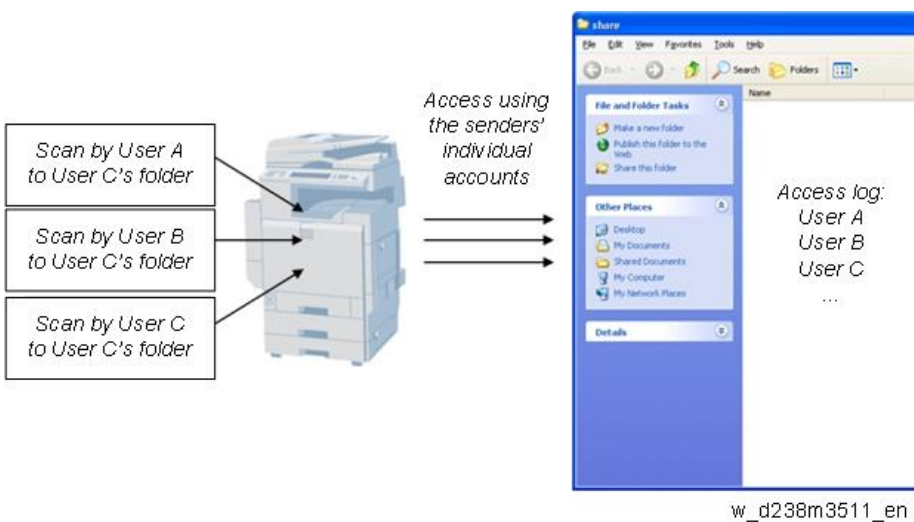 Scan by User A
to User C's folder
Scan by User B
to User C's folder
Scan by User C
to User C's folder
Access using
the senders'
individual
accounts
share
File Edit View Favorites Tools Help
Back Search Folders
Name
File and Folder Tasks
Make a new folder
Publish this folder to the
Web
Share this folder
Other Places
Desktop
My Documents
Shared Documents
My Computer
My Network Places
Details
Access log:
User A
User B
User C
...
w_d238m3511_en